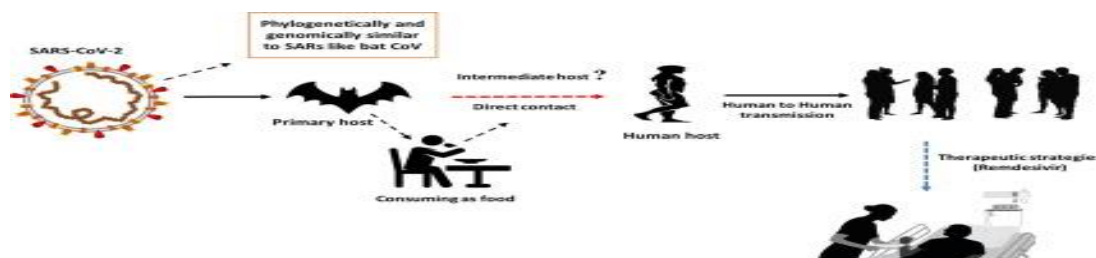 Phylogenetically and
genomically similar
to SARs like bat CoV
SARS-CoV-2
Intermediate host ?
Direct contact
Primary host
Consuming as food
Human host
Human to Human
transmission
Therapeutic strategie
(Remdesivir)